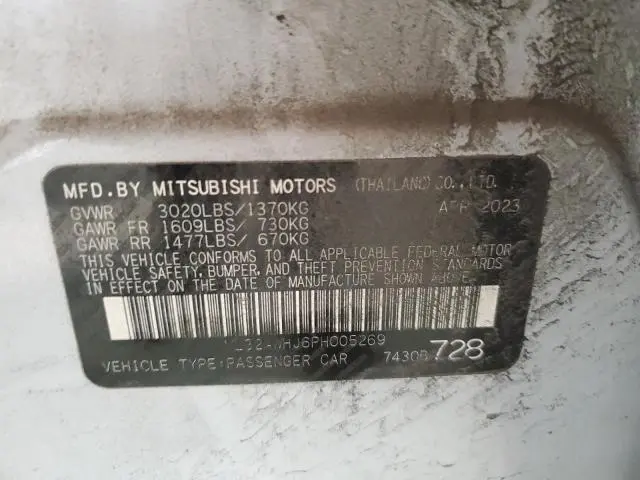 MFD.BY MITSUBISHI MOTORS (THAILAND) CO., LTD.
GVWR 3020LBS/1370KG APR 2023
GAWR FR 1609LBS/ 730KG
GAWR RR 1477LBS/ 670KG
THIS VEHICLE CONFORMS TO ALL APPLICABLE FEDERAL MOTOR
VEHICLE SAFETY, BUMPER, AND THEFT PREVENTION STANDARDS
IN EFFECT ON THE DATE OF MANUFACTURE SHOWN ABOVE.
VEHICLE TYPE:PASSENGER CAR 7430B 728